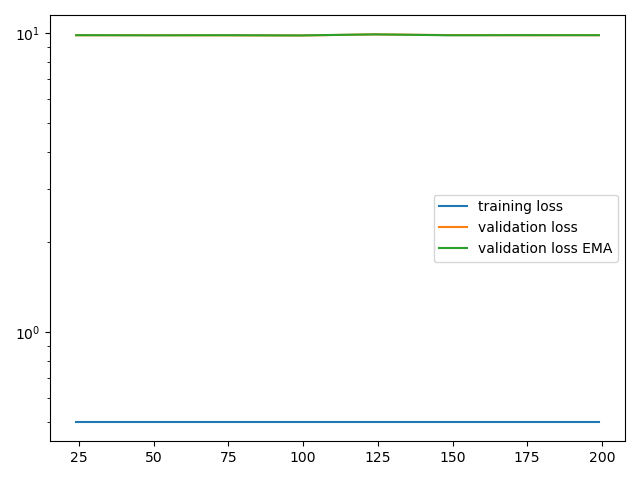 10¹
10⁰
training loss
validation loss
validation loss EMA
25 50 75 100 125 150 175 200